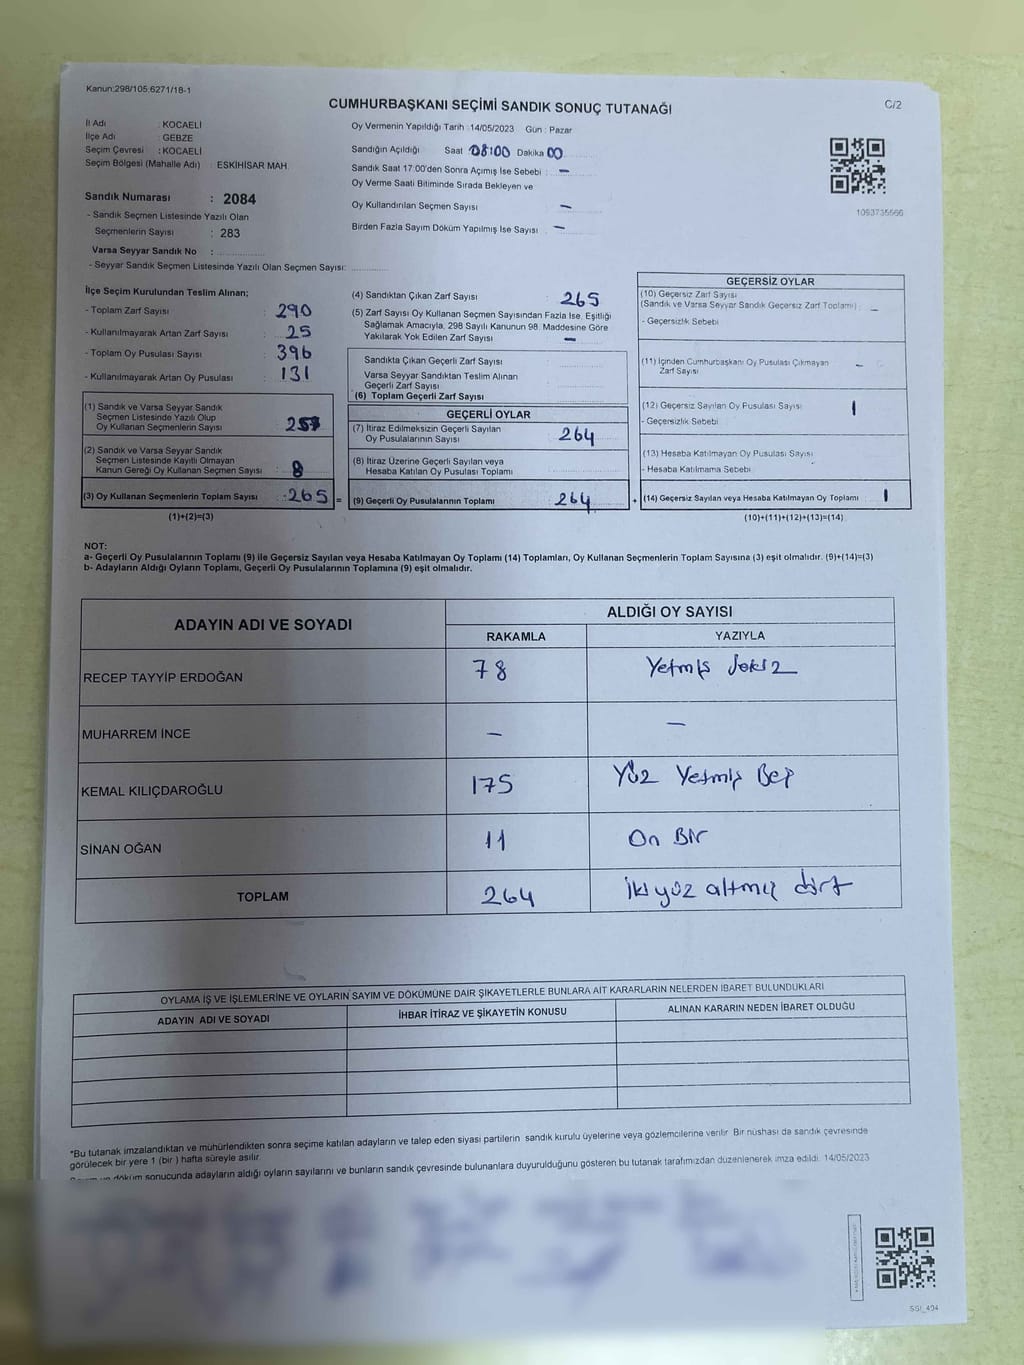 Kanun:298/105.6271/18-1
CUMHURBAŞKANI SEÇİMİ SANDIK SONUÇ TUTANAĞI
C/2
İl Adı : KOCAELİ
İlçe Adı : GEBZE
Seçim Çevresi : KOCAELİ
Seçim Bölgesi (Mahalle Adı) : ESKİHİSAR MAH.
Oy Vermenin Yapıldığı Tarih :14/05/2023 Gün : Pazar
Sandığın Açıldığı Saat 08:00 Dakika 00
Sandık Saat 17:00'den Sonra Açımış İse Sebebi : –
Oy Verme Saati Bitiminde Sırada Bekleyen ve
Oy Kullandırılan Seçmen Sayısı –
Birden Fazla Sayım Döküm Yapılmış İse Sayısı : –
1093735566
Sandık Numarası : 2084
- Sandık Seçmen Listesinde Yazılı Olan
Seçmenlerin Sayısı : 283
Varsa Seyyar Sandık No :
- Seyyar Sandık Seçmen Listesinde Yazılı Olan Seçmen Sayısı:
İlçe Seçim Kurulundan Teslim Alınan;
- Toplam Zarf Sayısı : 290
- Kullanılmayarak Artan Zarf Sayısı : 25
- Toplam Oy Pusulası Sayısı : 396
- Kullanılmayarak Artan Oy Pusulası : 131
(1) Sandık ve Varsa Seyyar Sandık
Seçmen Listesinde Yazılı Olup
Oy Kullanan Seçmenlerin Sayısı 257
(2) Sandık ve Varsa Seyyar Sandık
Seçmen Listesinde Kayıtlı Olmayan
Kanun Gereği Oy Kullanan Seçmen Sayısı 8
(3) Oy Kullanan Seçmenlerin Toplam Sayısı : 265 =
(1)+(2)=(3)
(4) Sandıktan Çıkan Zarf Sayısı : 265
(5) Zarf Sayısı Oy Kullanan Seçmen Sayısından Fazla İse, Eşitliği
Sağlamak Amacıyla, 298 Sayılı Kanunun 98. Maddesine Göre
Yakılarak Yok Edilen Zarf Sayısı –
Sandıkta Çıkan Geçerli Zarf Sayısı
Varsa Seyyar Sandıktan Teslim Alınan
Geçerli Zarf Sayısı
(6) Toplam Geçerli Zarf Sayısı
GEÇERLİ OYLAR
(7) İtiraz Edilmeksizin Geçerli Sayılan
Oy Pusulalarının Sayısı 264
(8) İtiraz Üzerine Geçerli Sayılan veya
Hesaba Katılan Oy Pusulası Toplamı
(9) Geçerli Oy Pusulalarının Toplamı 264 +
GEÇERSİZ OYLAR
(10) Geçersiz Zarf Sayısı
(Sandık ve Varsa Seyyar Sandık Geçersiz Zarf Toplamı) : –
- Geçersizlik Sebebi
(11) İçinden Cumhurbaşkanı Oy Pusulası Çıkmayan –
Zarf Sayısı
(12) Geçersiz Sayılan Oy Pusulası Sayısı 1
- Geçersizlik Sebebi
(13) Hesaba Katılmayan Oy Pusulası Sayısı
- Hesaba Katılmama Sebebi
(14) Geçersiz Sayılan veya Hesaba Katılmayan Oy Toplamı : 1
(10)+(11)+(12)+(13)=(14)
NOT:
a- Geçerli Oy Pusulalarının Toplamı (9) ile Geçersiz Sayılan veya Hesaba Katılmayan Oy Toplamı (14) Toplamları, Oy Kullanan Seçmenlerin Toplam Sayısına (3) eşit olmalıdır. (9)+(14)=(3)
b- Adayların Aldığı Oyların Toplamı, Geçerli Oy Pusulalarının Toplamına (9) eşit olmalıdır.
ADAYIN ADI VE SOYADI
ALDIĞI OY SAYISI
RAKAMLA YAZIYLA
RECEP TAYYİP ERDOĞAN 78 Yetmiş Sekiz
MUHARREM İNCE – –
KEMAL KILIÇDAROĞLU 175 Yüz Yetmiş Beş
SİNAN OĞAN 11 On Bir
TOPLAM 264 İki yüz altmış dört
OYLAMA İŞ VE İŞLEMLERİNE VE OYLARIN SAYIM VE DÖKÜMÜNE DAİR ŞİKAYETLERLE BUNLARA AİT KARARLARIN NELERDEN İBARET BULUNDUKLARI
ADAYIN ADI VE SOYADI İHBAR İTİRAZ VE ŞİKAYETİN KONUSU ALINAN KARARIN NEDEN İBARET OLDUĞU
*Bu tutanak imzalandıktan ve mühürlendikten sonra seçime katılan adayların ve talep eden siyasi partilerin sandık kurulu üyelerine veya gözlemcilerine verilir. Bir nüshası da sandık çevresinde
görülecek bir yere 1 (bir ) hafta süreyle asılır.
döküm sonucunda adayların aldığı oyların sayılarını ve bunların sandık çevresinde bulunanlara duyurulduğunu gösteren bu tutanak tarafımızdan düzenlenerek imza edildi. 14/05/2023